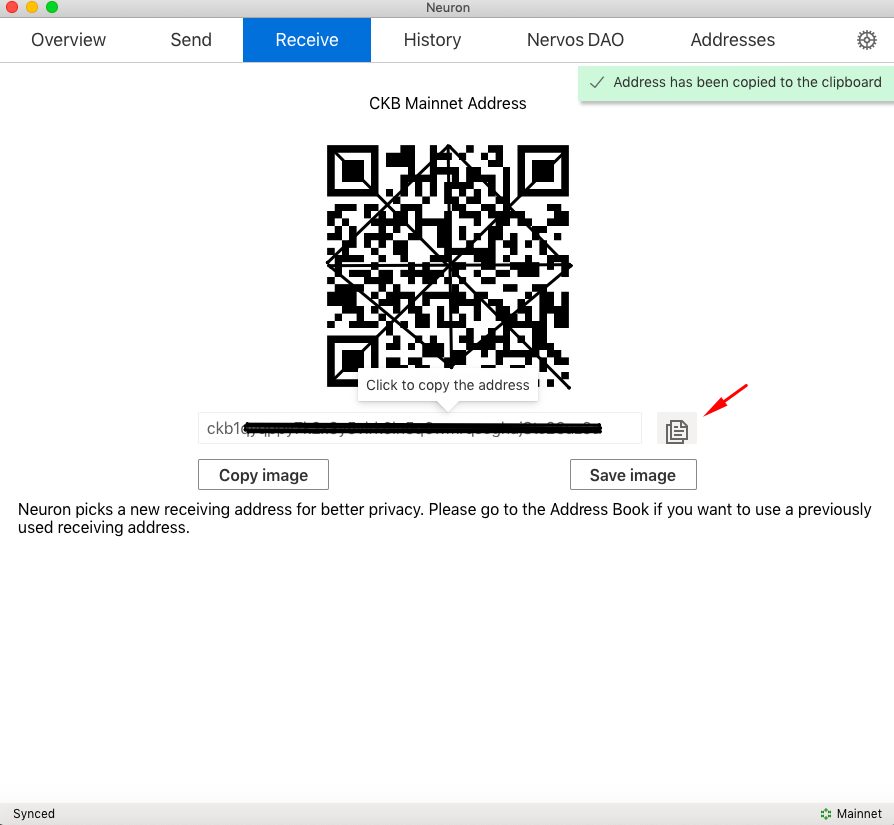 Neuron
Overview Send Receive History Nervos DAO Addresses
Address has been copied to the clipboard
CKB Mainnet Address
Click to copy the address
ckb1
Copy image Save image
Neuron picks a new receiving address for better privacy. Please go to the Address Book if you want to use a previously
used receiving address.
Synced Mainnet